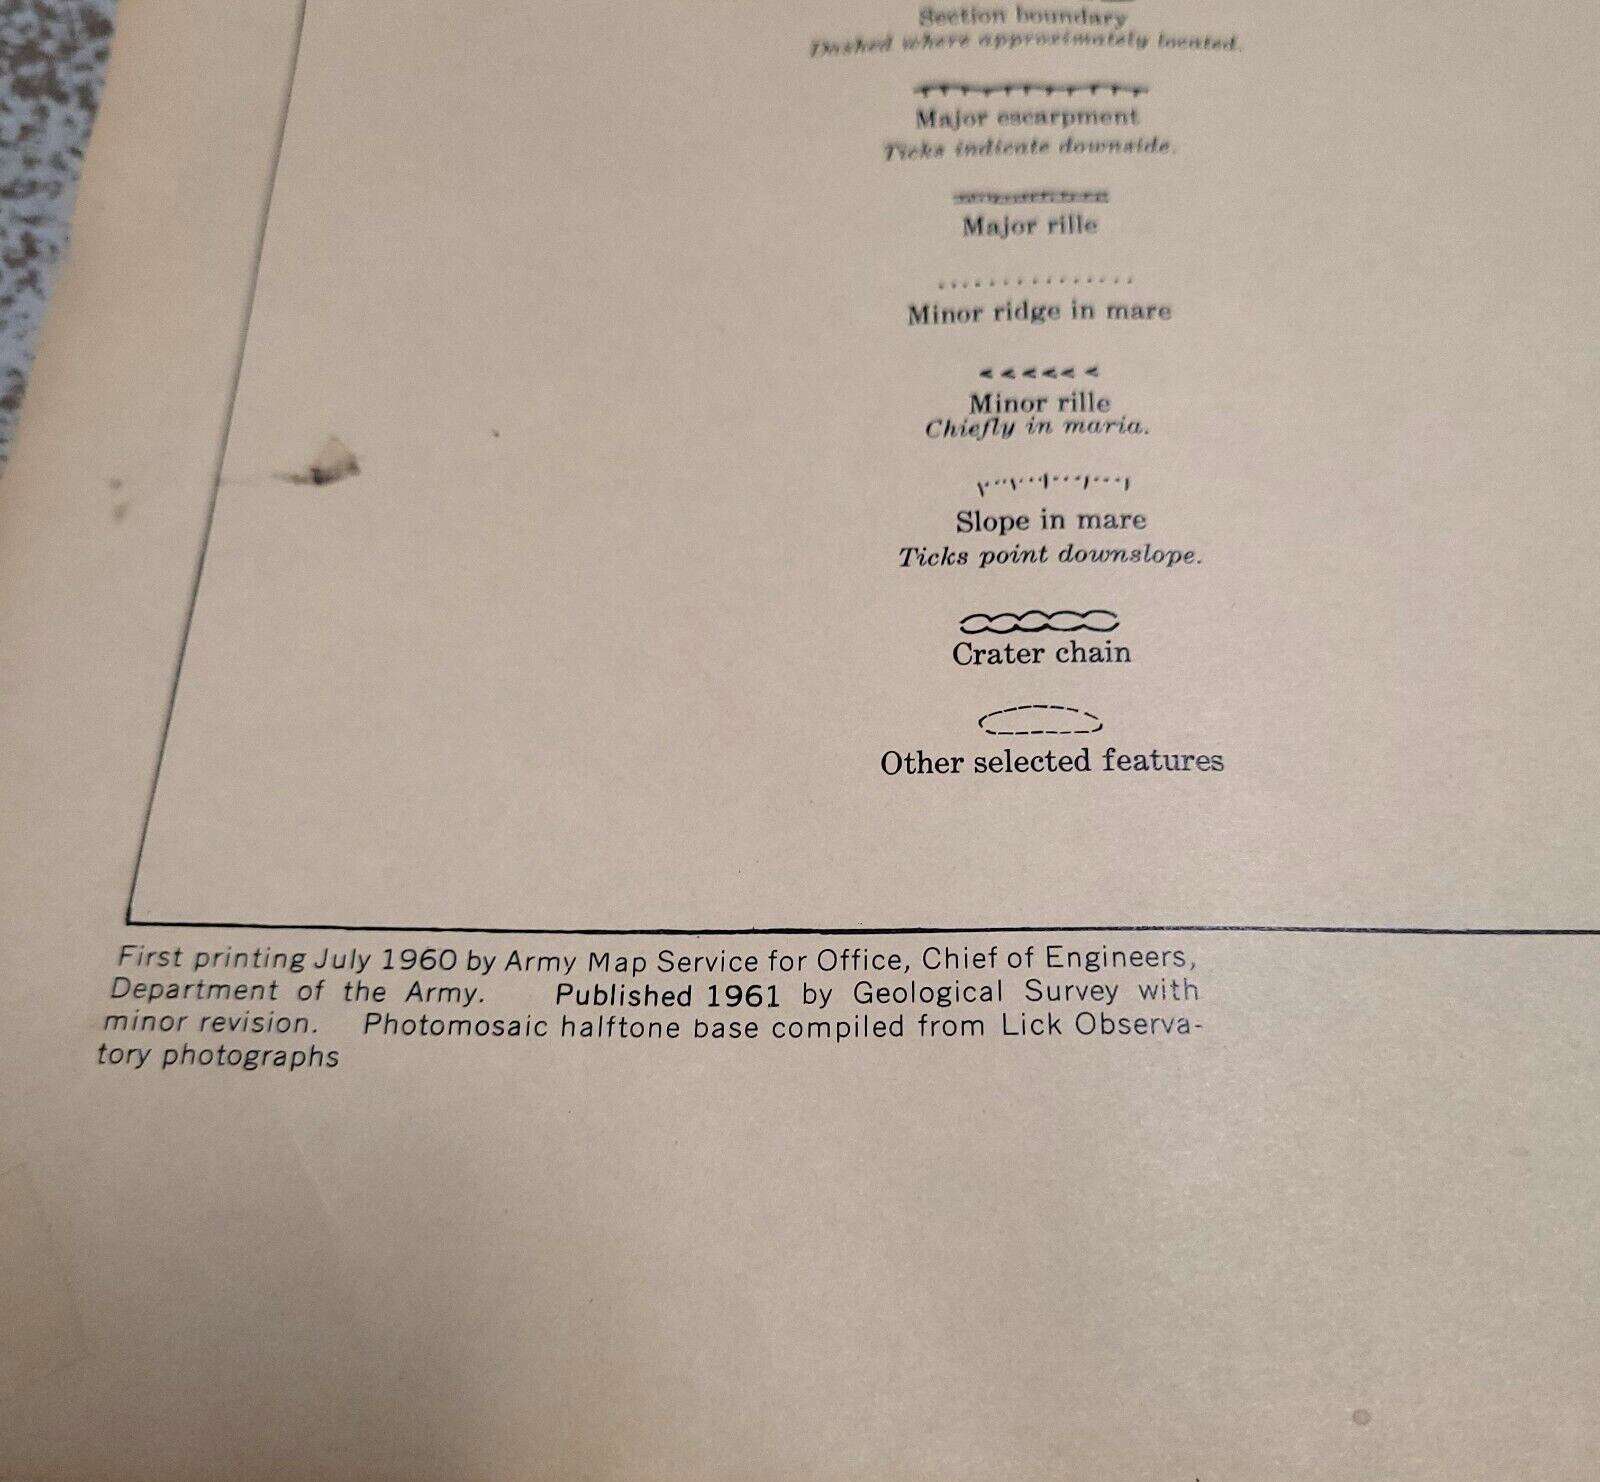 Section boundary
Dashed where approximately located.
Major escarpment
Ticks indicate downside.
Major rille
Minor ridge in mare
Minor rille
Chiefly in maria.
Slope in mare
Ticks point downslope.
Crater chain
Other selected features
First printing July 1960 by Army Map Service for Office, Chief of Engineers,
Department of the Army. Published 1961 by Geological Survey with
minor revision. Photomosaic halftone base compiled from Lick Observa-
tory photographs